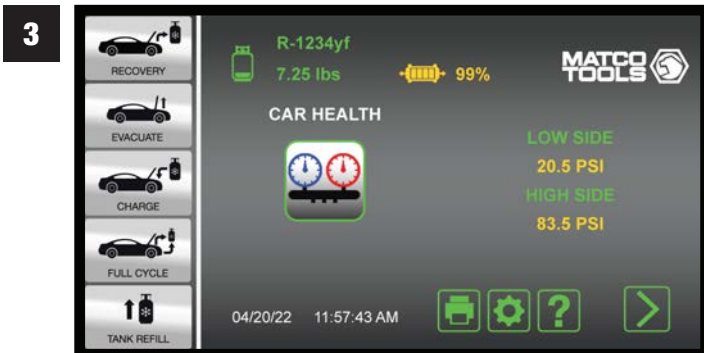 3
RECOVERY
EVACUATE
CHARGE
FULL CYCLE
TANK REFILL
R-1234yf
7.25 lbs
99%
MATCO
TOOLS
CAR HEALTH
LOW SIDE
20.5 PSI
HIGH SIDE
83.5 PSI
04/20/22 11:57:43 AM
?